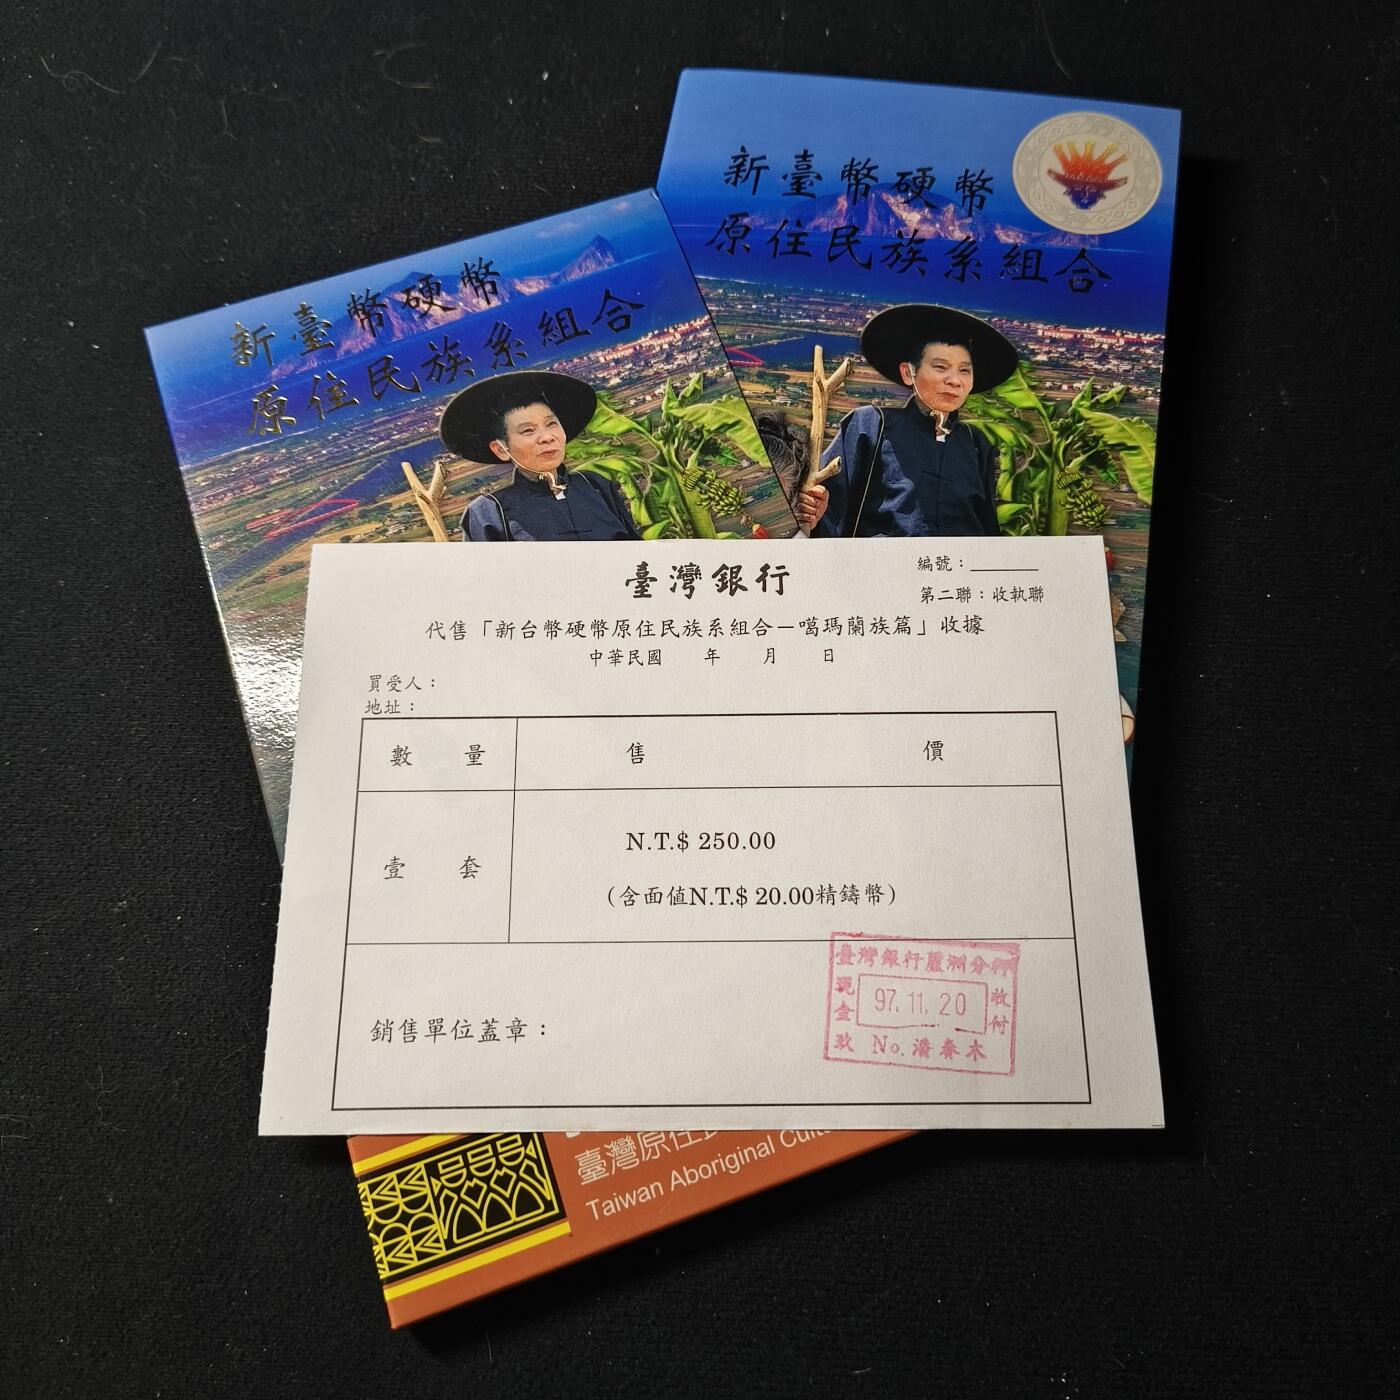 新臺幣硬幣
原住民族系組合
新臺幣硬幣
原住民族系組合
臺灣銀行
編號：
第二聯：收執聯
代售「新台幣硬幣原住民族系組合－噶瑪蘭族篇」收據
中華民國 年 月 日
買受人：
地址：
數量 售價
壹套 N.T.$ 250.00
（含面值N.T.$ 20.00精鑄幣）
銷售單位蓋章：
臺灣銀行蘆洲分行
現金 97.11.20 收付
No. 潘春木
臺灣原住
Taiwan Aboriginal